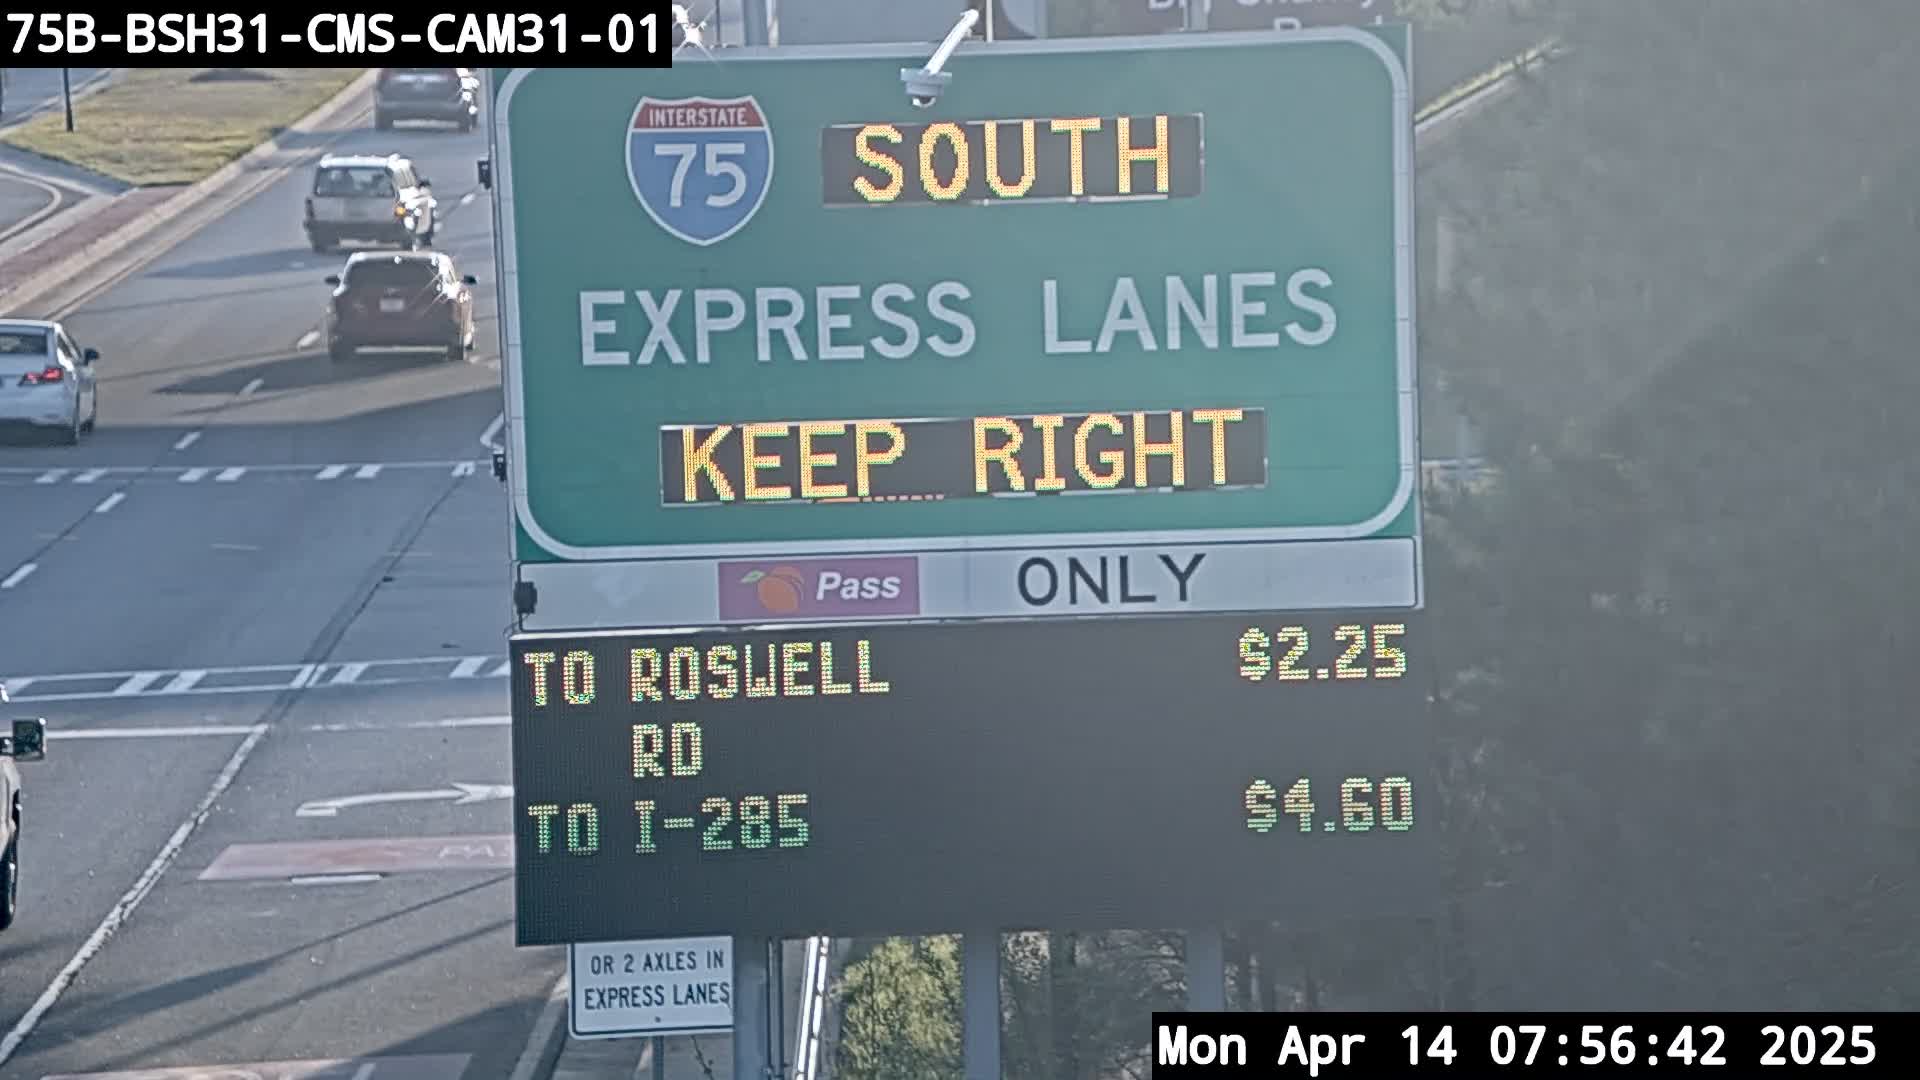 75B-BSH31-CMS-CAM31-01
INTERSTATE
75
SOUTH
EXPRESS LANES
KEEP RIGHT
Pass
ONLY
TO ROSWELL $2.25
RD
TO I-285 $4.60
OR 2 AXLES IN
EXPRESS LANES
Mon Apr 14 07:56:42 2025